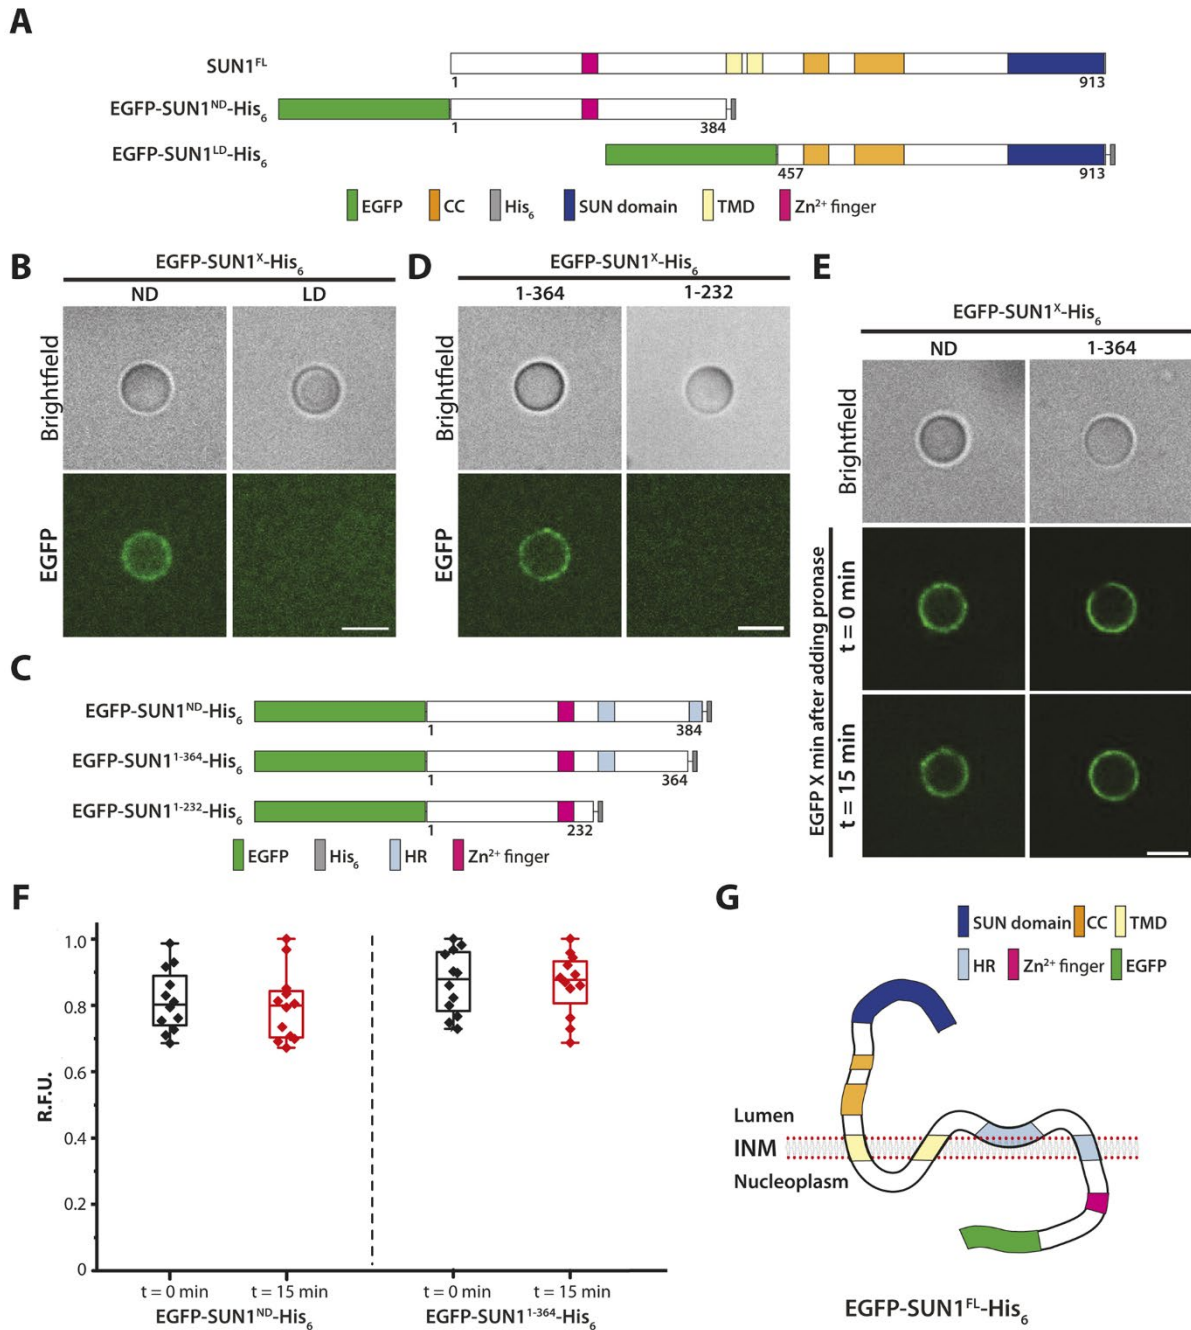 A
SUN1ᶠᴸ
1
913
EGFP-SUN1ᴺᴰ-His₆
1
384
EGFP-SUN1ᴸᴰ-His₆
457
913
EGFP
CC
His₆
SUN domain
TMD
Zn²⁺ finger
B
EGFP-SUN1ˣ-His₆
ND
LD
Brightfield
EGFP
D
EGFP-SUN1ˣ-His₆
1-364
1-232
Brightfield
EGFP
E
EGFP-SUN1ˣ-His₆
ND
1-364
Brightfield
EGFP X min after adding pronase
t = 0 min
t = 15 min
C
EGFP-SUN1ᴺᴰ-His₆
1
384
EGFP-SUN1¹⁻³⁶⁴-His₆
1
364
EGFP-SUN1¹⁻²³²-His₆
1
232
EGFP
His₆
HR
Zn²⁺ finger
F
R.F.U.
1.0
0.8
0.6
0.4
0.2
0
t = 0 min
t = 15 min
t = 0 min
t = 15 min
EGFP-SUN1ᴺᴰ-His₆
EGFP-SUN1¹⁻³⁶⁴-His₆
G
SUN domain
CC
TMD
HR
Zn²⁺ finger
EGFP
Lumen
INM
Nucleoplasm
EGFP-SUN1ᶠᴸ-His₆